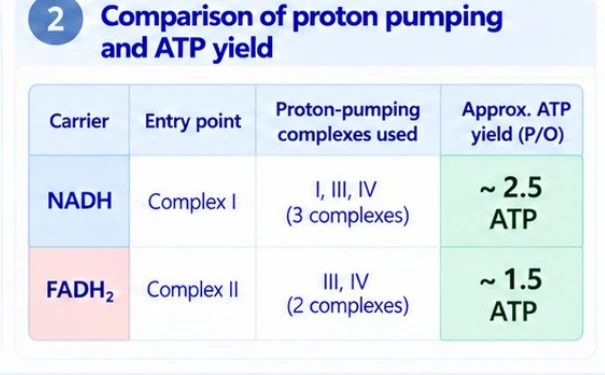 2
Comparison of proton pumping
and ATP yield
Carrier
Entry point
Proton-pumping
complexes used
Approx. ATP
yield (P/O)
NADH
Complex I
I, III, IV
(3 complexes)
~ 2.5
ATP
FADH₂
Complex II
III, IV
(2 complexes)
~ 1.5
ATP